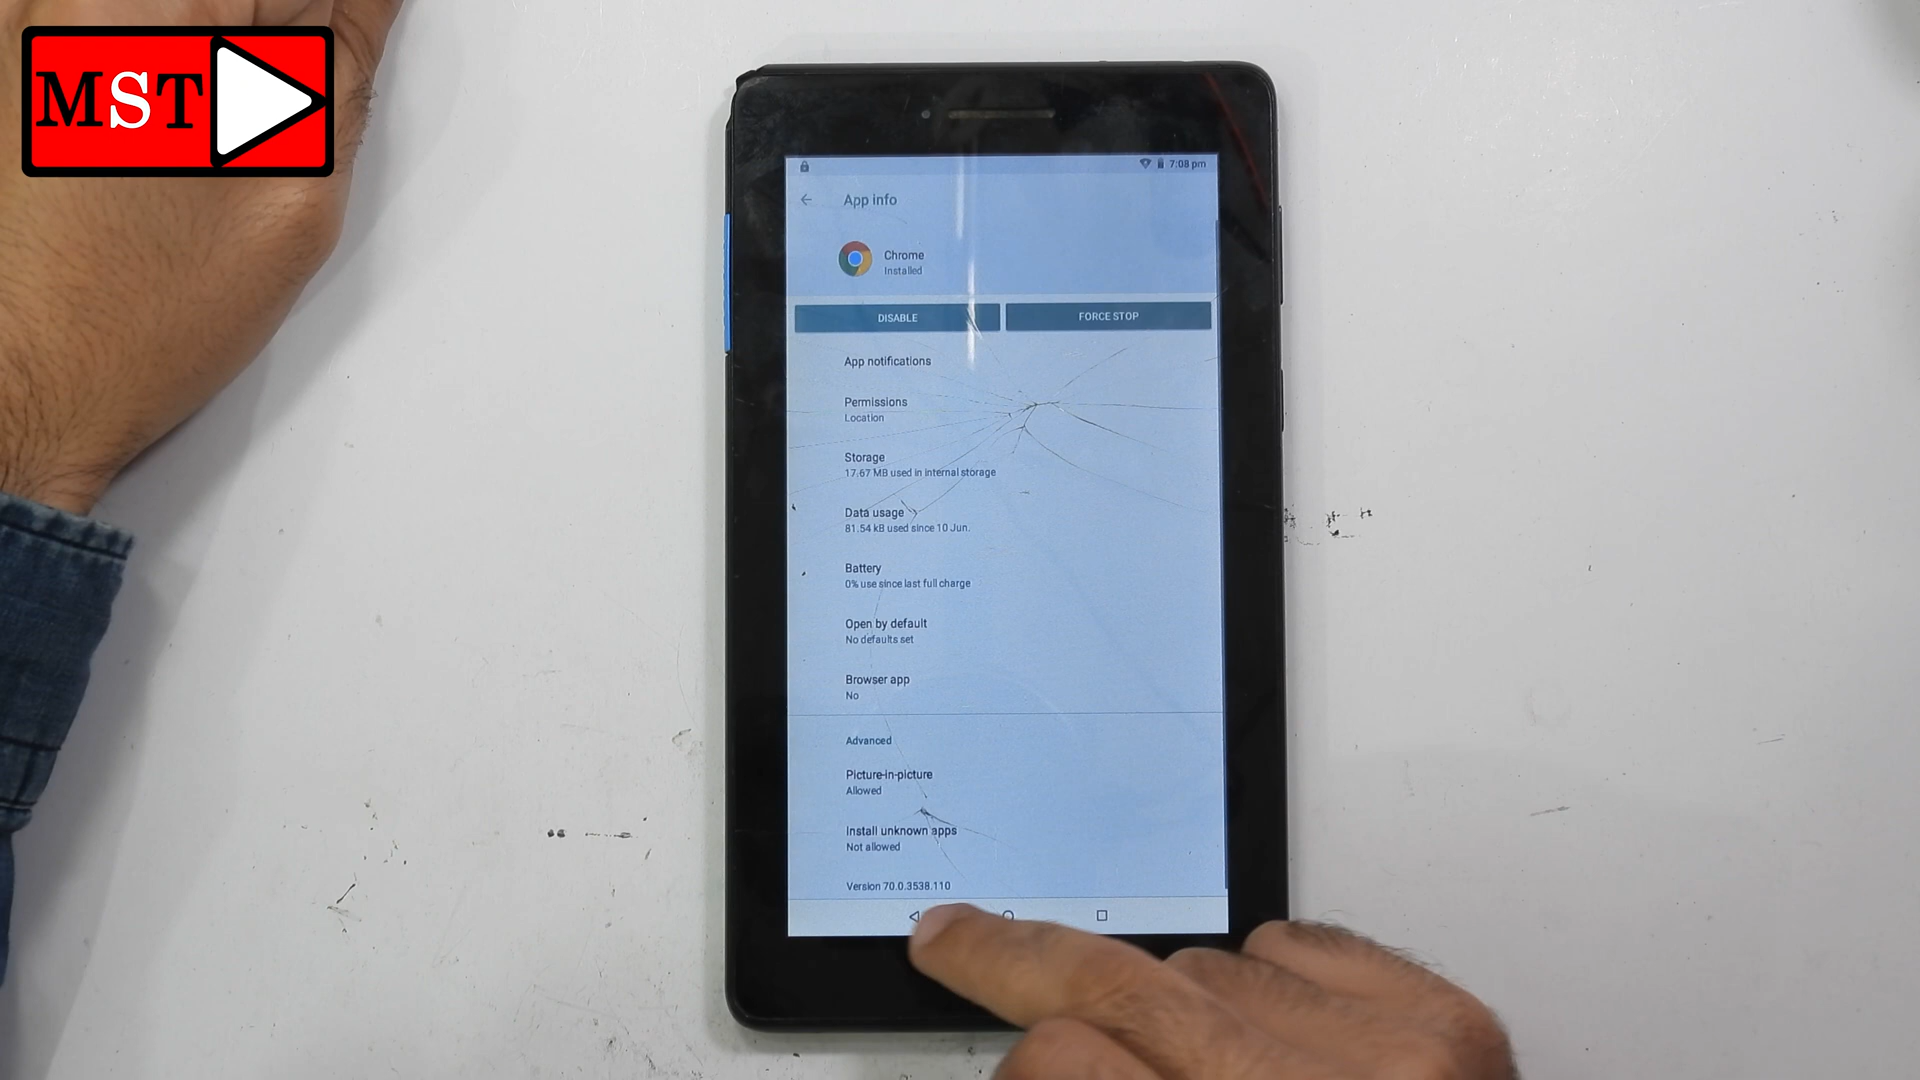 MST
7:08 pm
App info
Chrome
Installed
DISABLE
FORCE STOP
App notifications
Permissions
Location
Storage
17.67 MB used in internal storage
Data usage
81.54 kB used since 10 Jun.
Battery
0% use since last full charge
Open by default
No defaults set
Browser app
No
Advanced
Picture-in-picture
Allowed
Install unknown apps
Not allowed
Version 70.0.3538.110